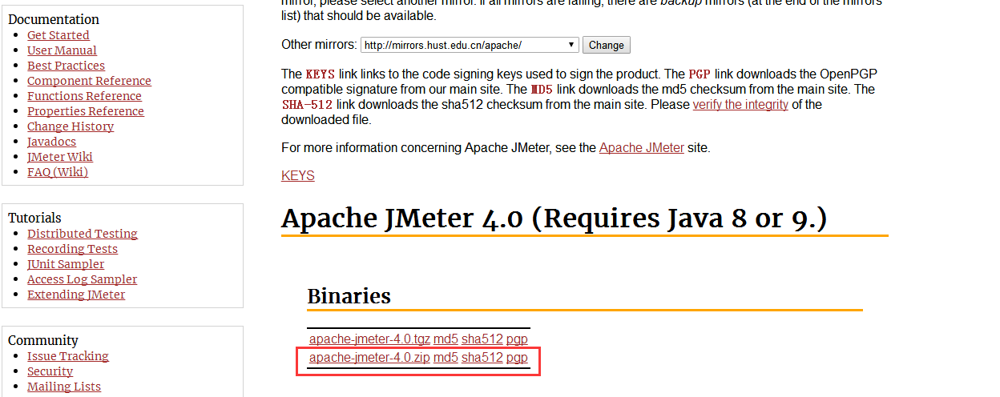 Documentation
Get Started
User Manual
Best Practices
Component Reference
Functions Reference
Properties Reference
Change History
Javadocs
JMeter Wiki
FAQ (Wiki)
Tutorials
Distributed Testing
Recording Tests
JUnit Sampler
Access Log Sampler
Extending JMeter
Community
Issue Tracking
Security
Mailing Lists
mirror, please select another mirror. If all mirrors are failing, there are backup mirrors (at the end of the mirrors
list) that should be available.
Other mirrors: http://mirrors.hust.edu.cn/apache/ Change
The KEYS link links to the code signing keys used to sign the product. The PGP link downloads the OpenPGP
compatible signature from our main site. The MD5 link downloads the md5 checksum from the main site. The
SHA-512 link downloads the sha512 checksum from the main site. Please verify the integrity of the
downloaded file.
For more information concerning Apache JMeter, see the Apache JMeter site.
KEYS
Apache JMeter 4.0 (Requires Java 8 or 9.)
Binaries
apache-jmeter-4.0.tgz md5 sha512 pgp
apache-jmeter-4.0.zip md5 sha512 pgp